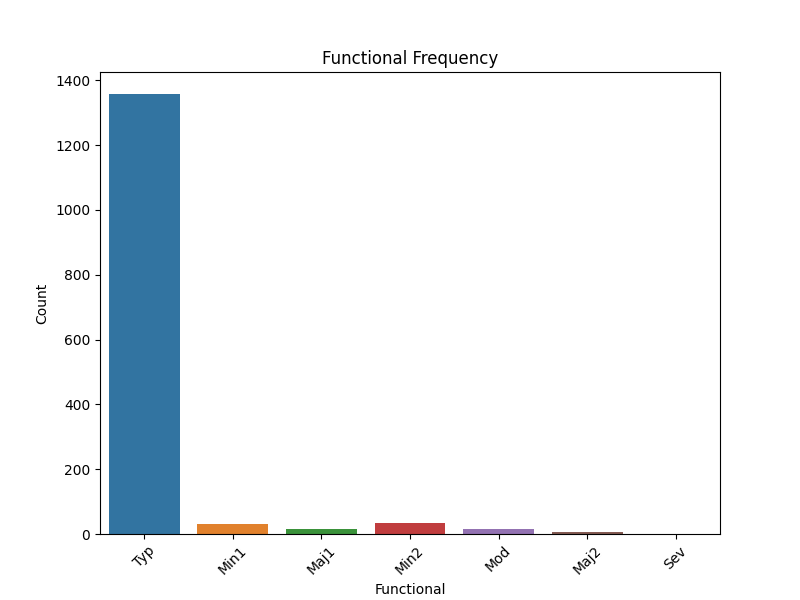 Functional Frequency
1400
1200
1000
800
600
400
200
0
Count
Typ
Min1
Maj1
Min2
Mod
Maj2
Sev
Functional